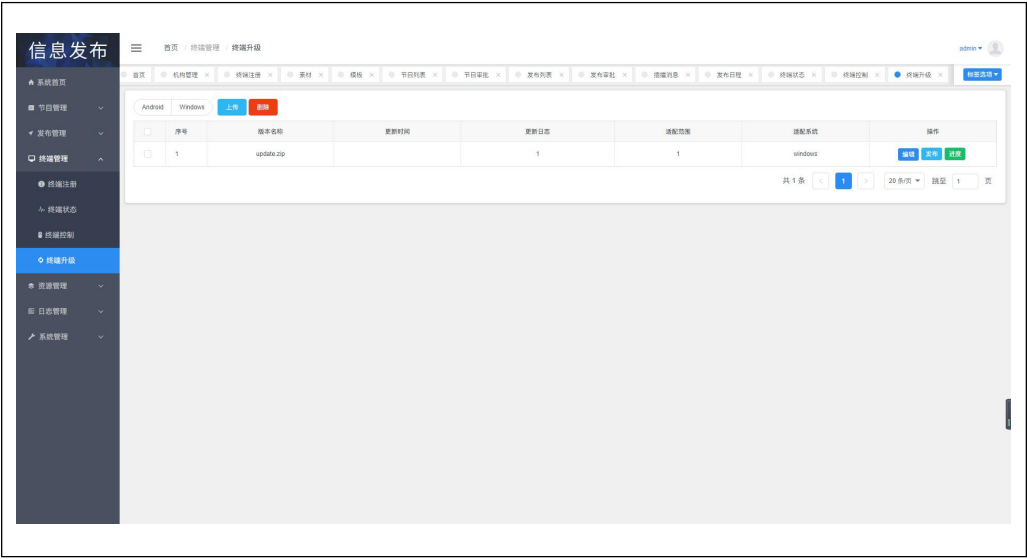 信息发布
首页 / 终端管理 / 终端升级
admin
首页 机构管理 × 终端注册 × 素材 × 模板 × 节目列表 × 节目审批 × 发布列表 × 发布审批 × 插播消息 × 发布日程 × 终端状态 × 终端控制 × 终端升级 × 标签选项
系统首页
节目管理
发布管理
终端管理
终端注册
终端状态
终端控制
终端升级
资源管理
日志管理
系统管理
Android Windows 上传 删除
序号 版本名称 更新时间 更新日志 适配范围 适配系统 操作
1 update.zip 1 1 windows 编辑 发布 进度
共 1 条 < 1 > 20 条/页 跳至 1 页